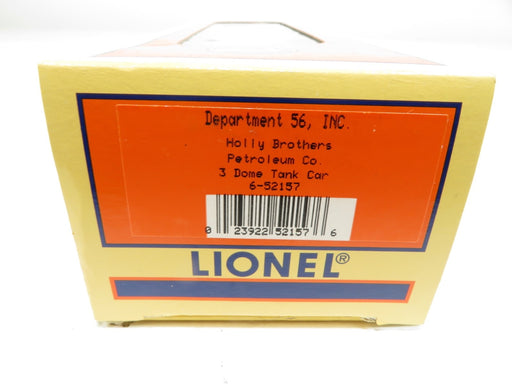 Department 56, INC.
Holly Brothers
Petroleum Co.
3 Dome Tank Car
6-52157
0 23922 52157 6
LIONEL®